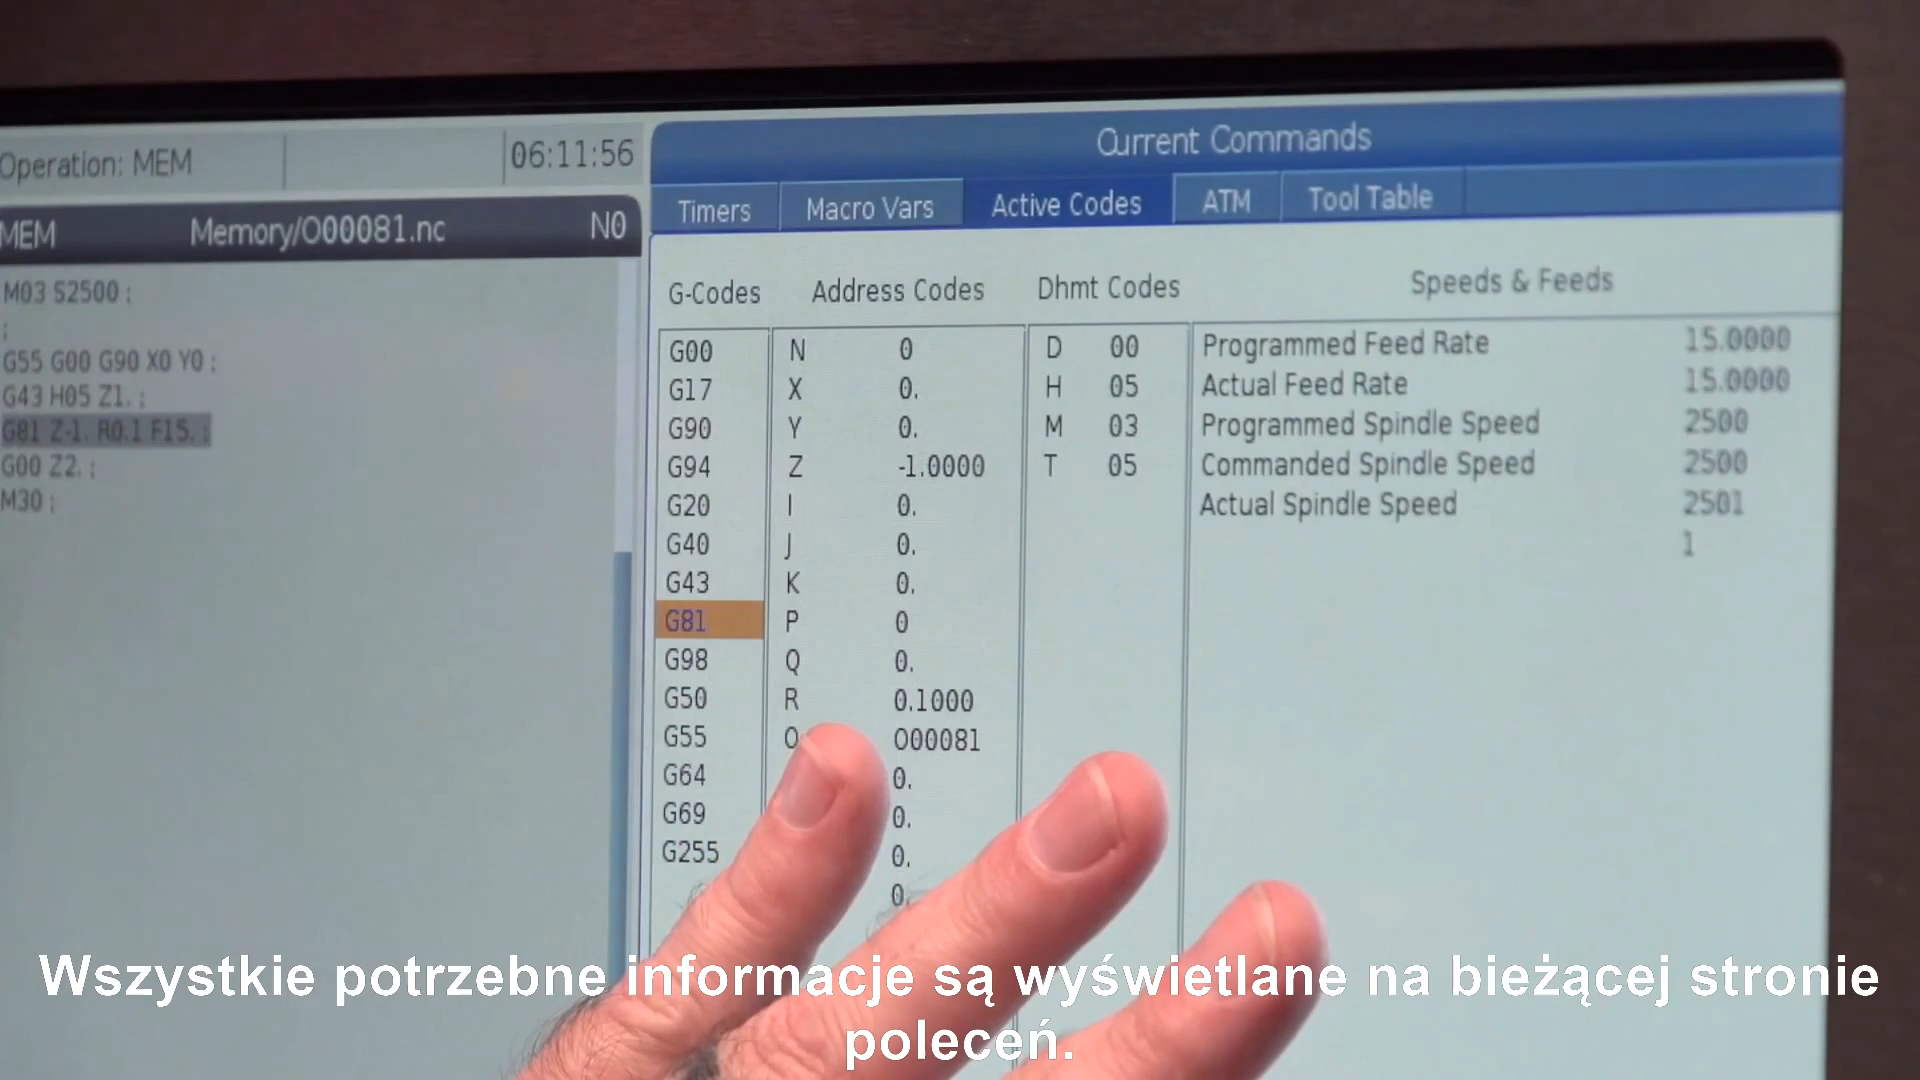 Operation: MEM
06:11:56
MEM Memory/O00081.nc N0
M03 S2500 ;
;
G55 G00 G90 X0 Y0 ;
G43 H05 Z1. ;
G81 Z-1. R0.1 F15. ;
G00 Z2. ;
M30 ;
Current Commands
Timers Macro Vars Active Codes ATM Tool Table
G-Codes Address Codes Dhmt Codes Speeds & Feeds
G00 N 0 D 00 Programmed Feed Rate 15.0000
G17 X 0. H 05 Actual Feed Rate 15.0000
G90 Y 0. M 03 Programmed Spindle Speed 2500
G94 Z -1.0000 T 05 Commanded Spindle Speed 2500
G20 I 0. Actual Spindle Speed 2501
G40 J 0. 1
G43 K 0.
G81 P 0
G98 Q 0.
G50 R 0.1000
G55 O O00081
G64 0.
G69 0.
G255 0.
0.
Wszystkie potrzebne informacje są wyświetlane na bieżącej stronie
poleceń.